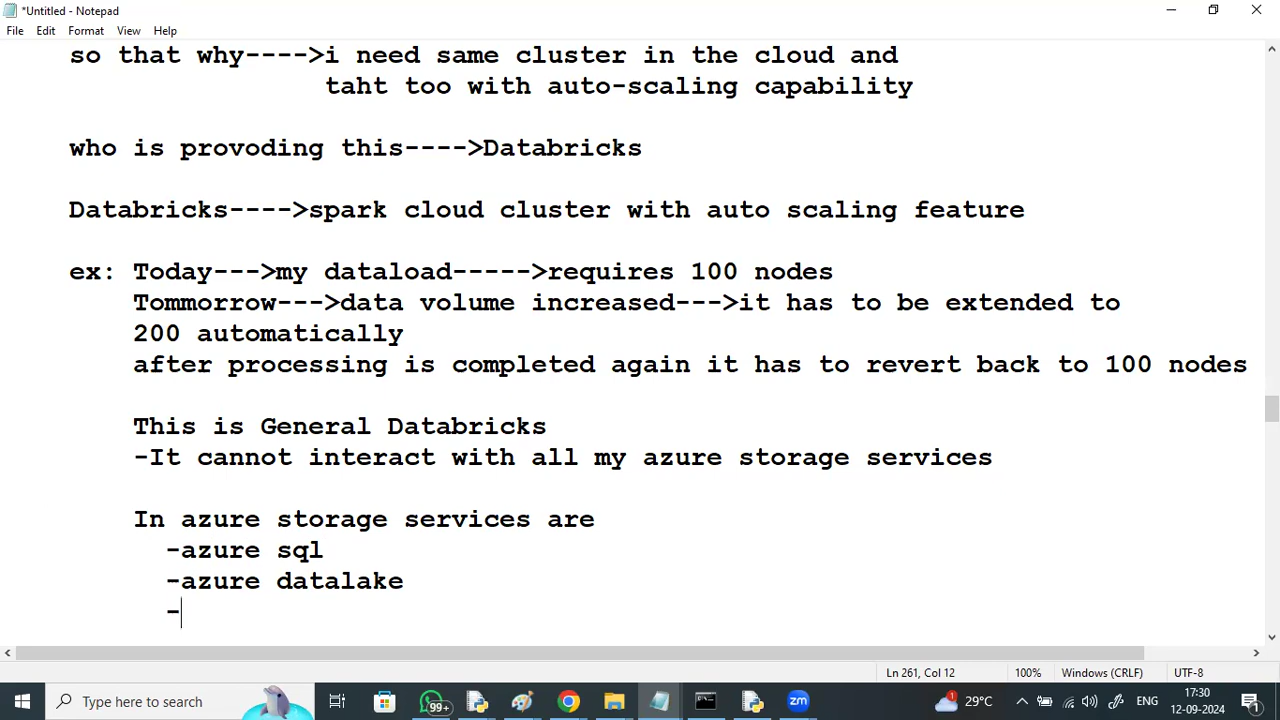 *Untitled - Notepad
File Edit Format View Help
so that why---->i need same cluster in the cloud and
taht too with auto-scaling capability
who is provoding this---->Databricks
Databricks---->spark cloud cluster with auto scaling feature
ex: Today--->my dataload----->requires 100 nodes
Tommorrow--->data volume increased--->it has to be extended to
200 automatically
after processing is completed again it has to revert back to 100 nodes
This is General Databricks
-It cannot interact with all my azure storage services
In azure storage services are
-azure sql
-azure datalake
-
Ln 261, Col 12 100% Windows (CRLF) UTF-8
Type here to search 99+ zm 1 29°C ENG 17:30 12-09-2024 1